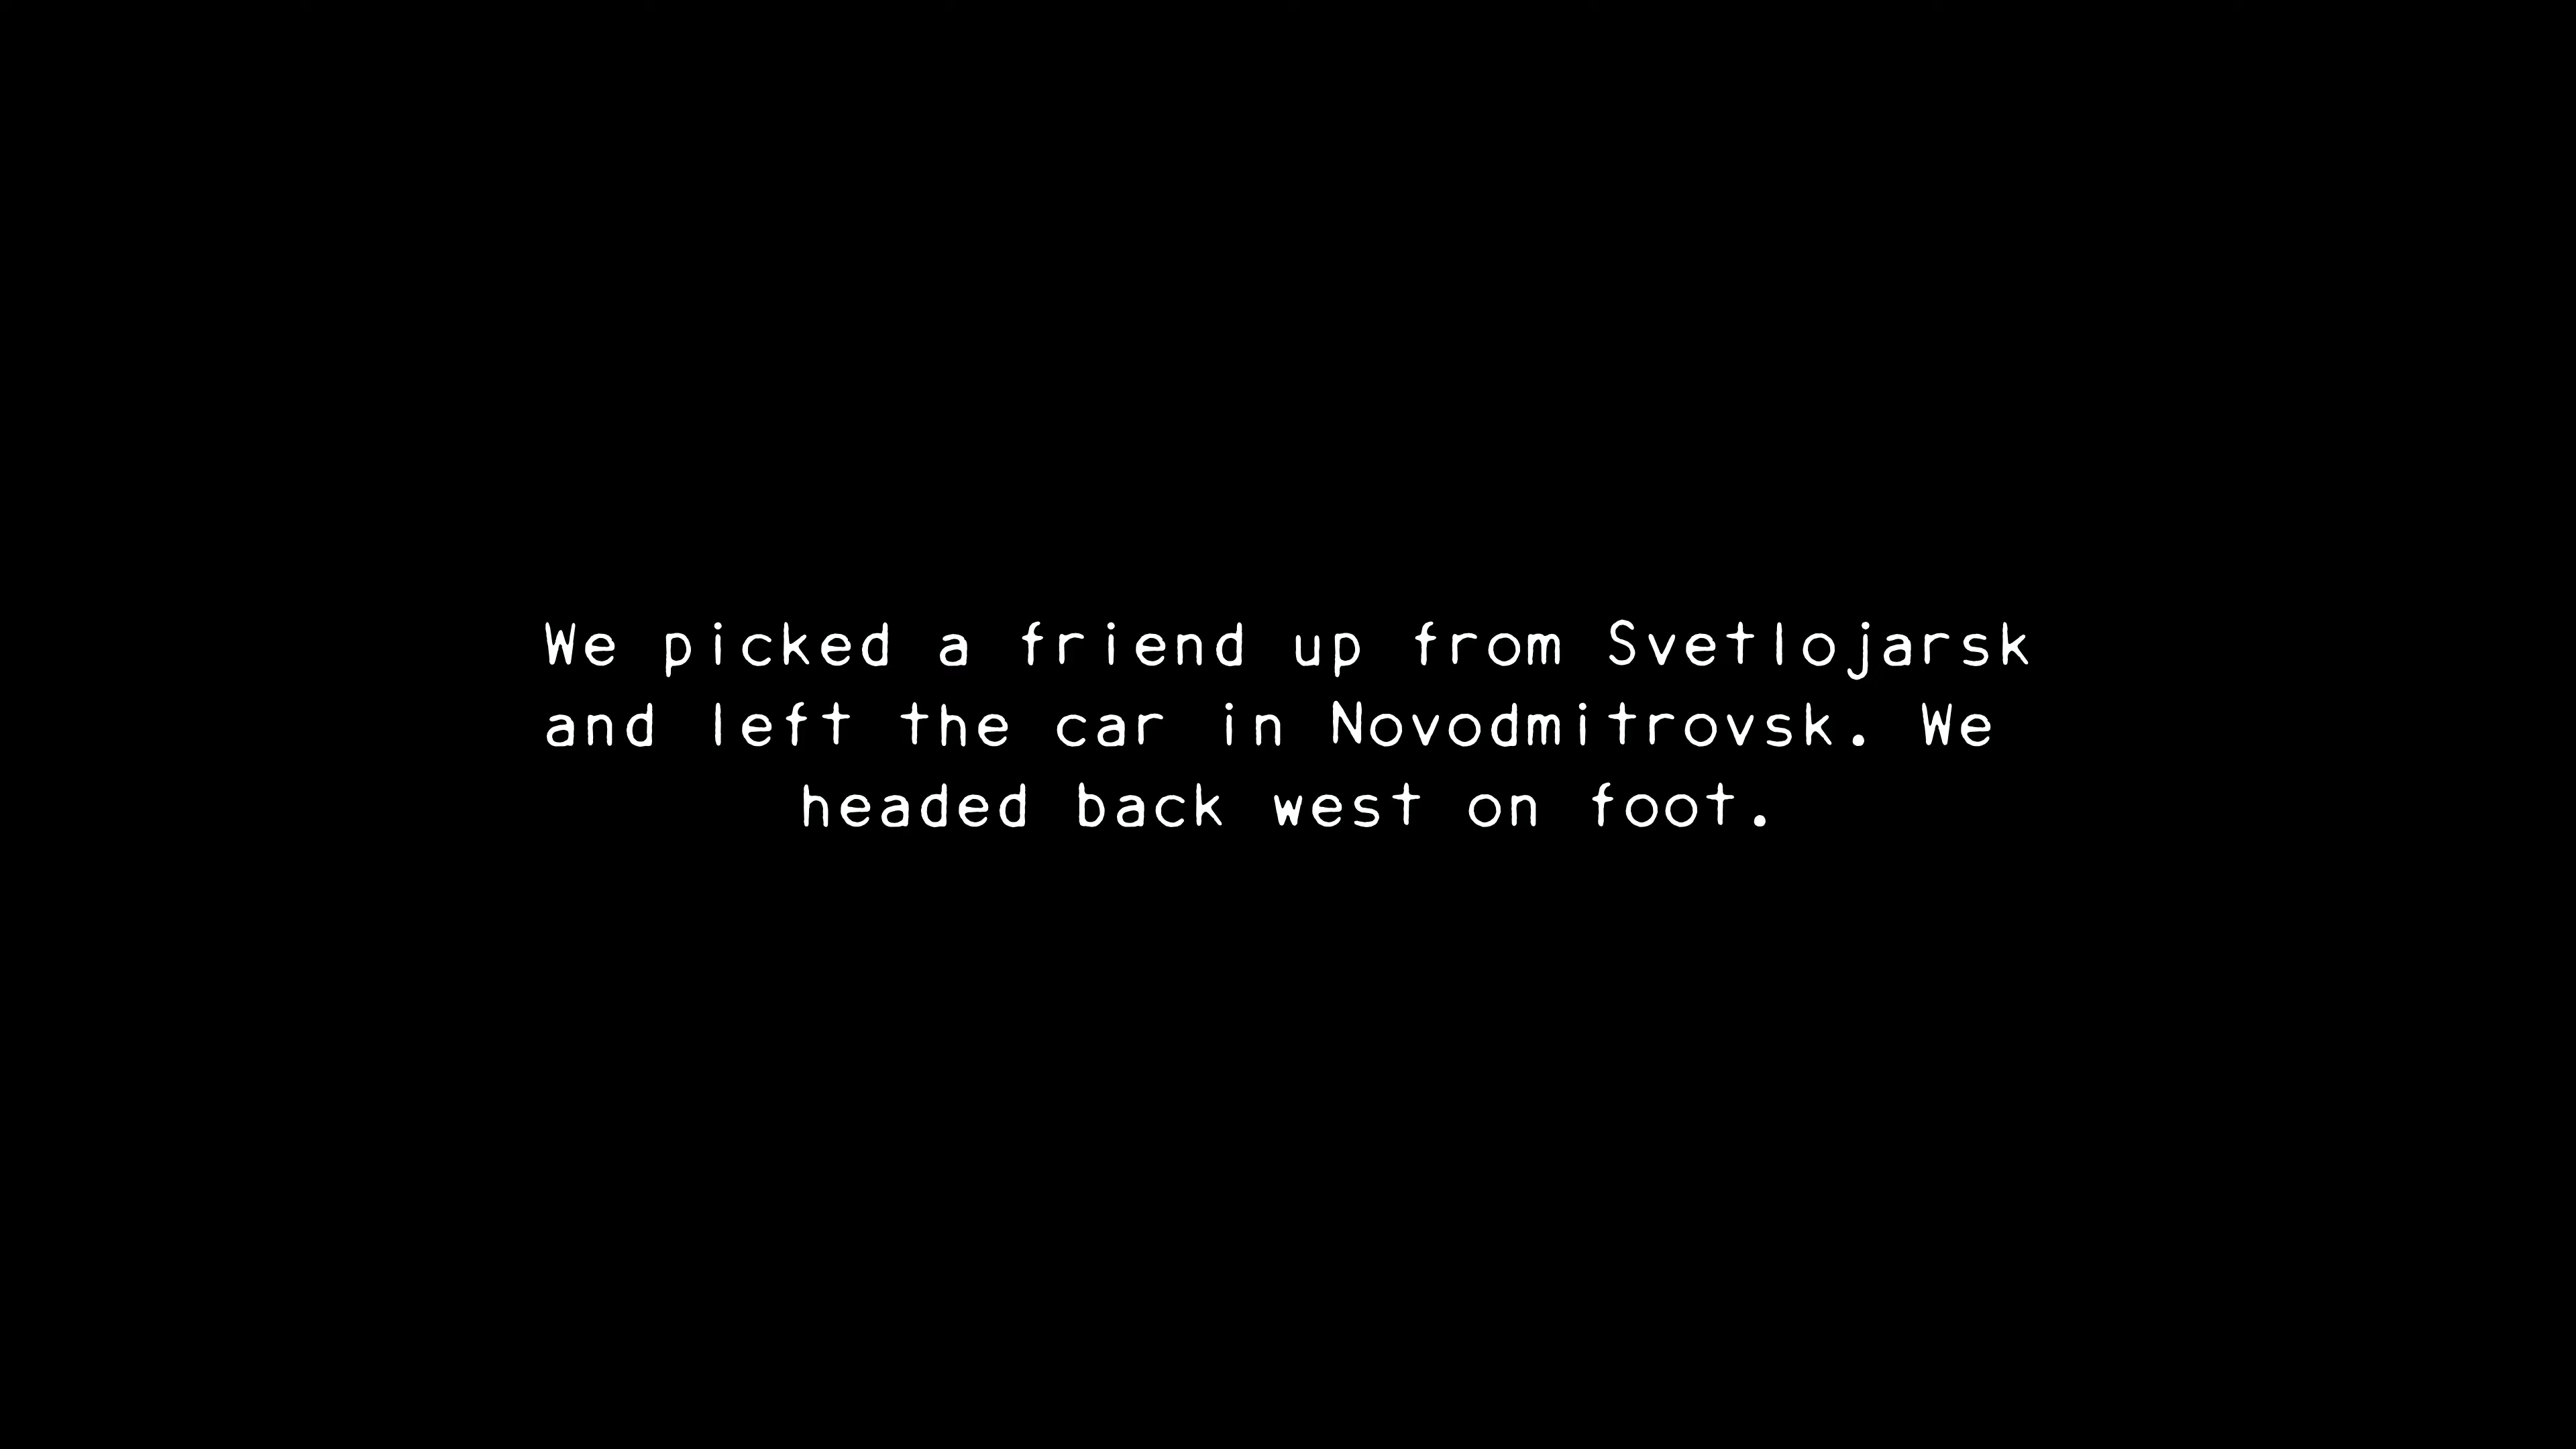 We picked a friend up from Svetlojarsk
and left the car in Novodmitrovsk. We
headed back west on foot.